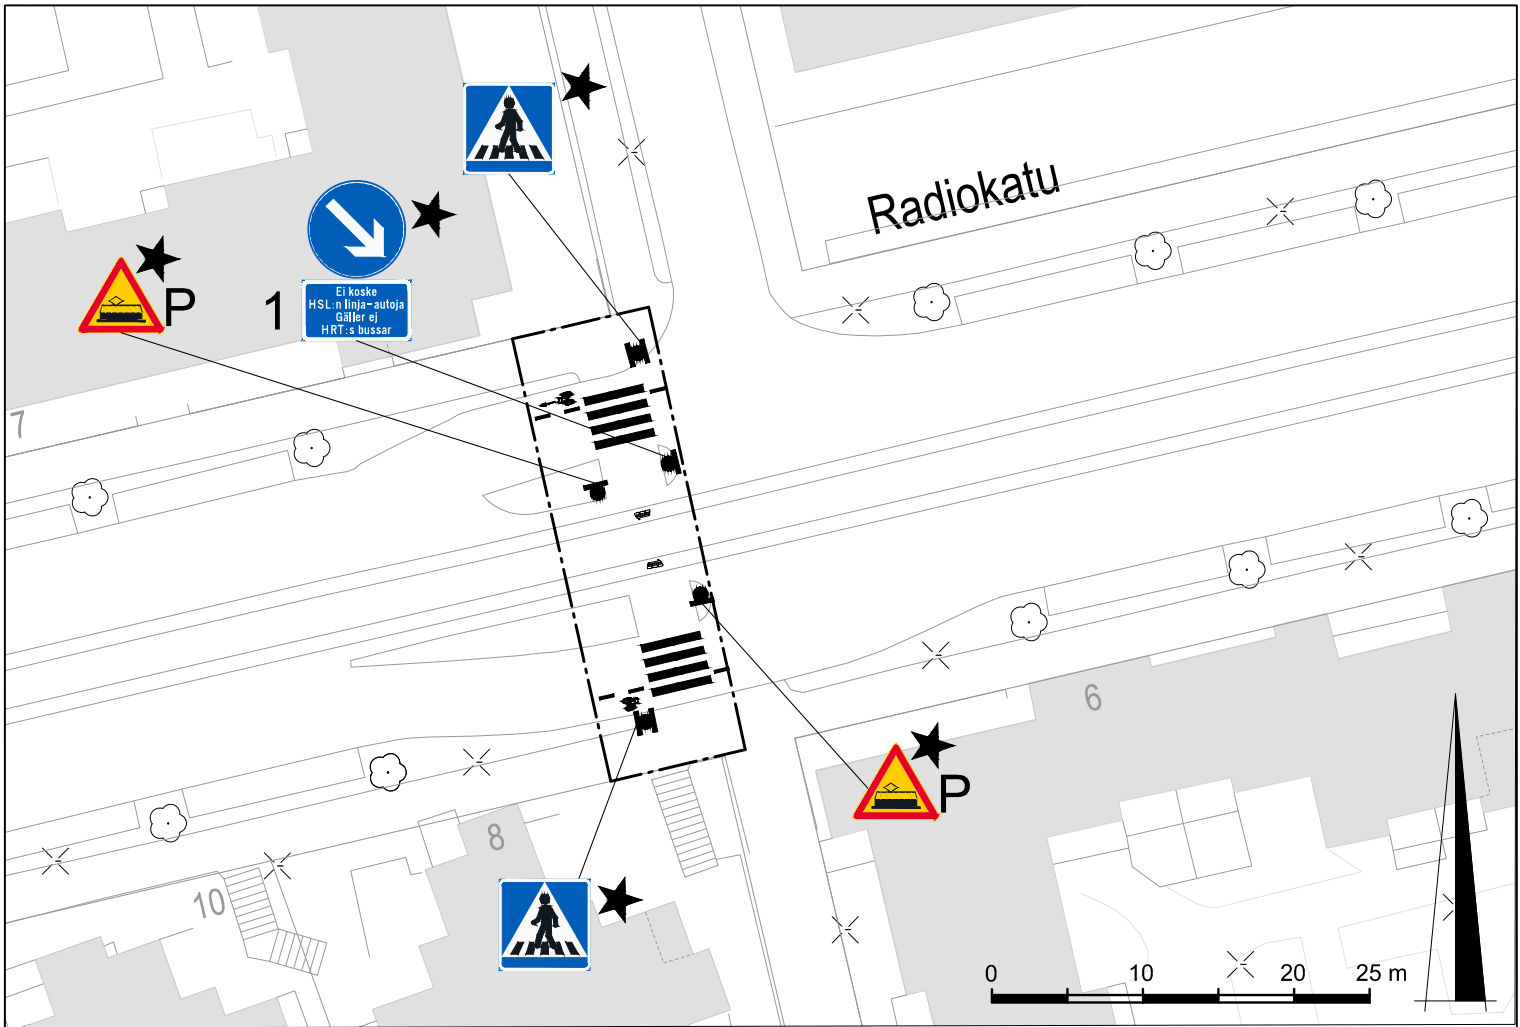 Radiokatu
P
1
Ei koske
HSL:n linja-autoja
Gäller ej
HRT:s bussar
7
6
P
8
10
0 10 20 25 m